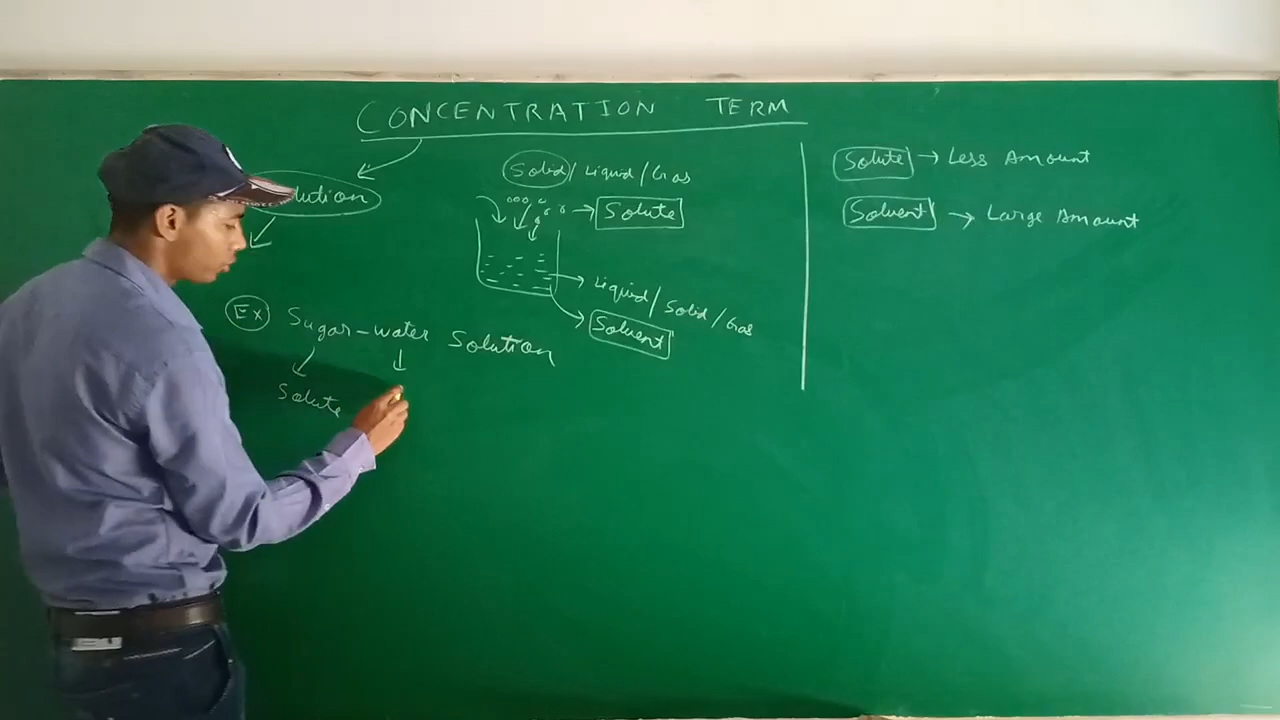 CONCENTRATION TERM
Solid/Liquid/Gas
Solute
Liquid/Solid/Gas
Solvent
Ex Sugar-water Solution
Solute
Solute → Less Amount
Solvent → Large Amount